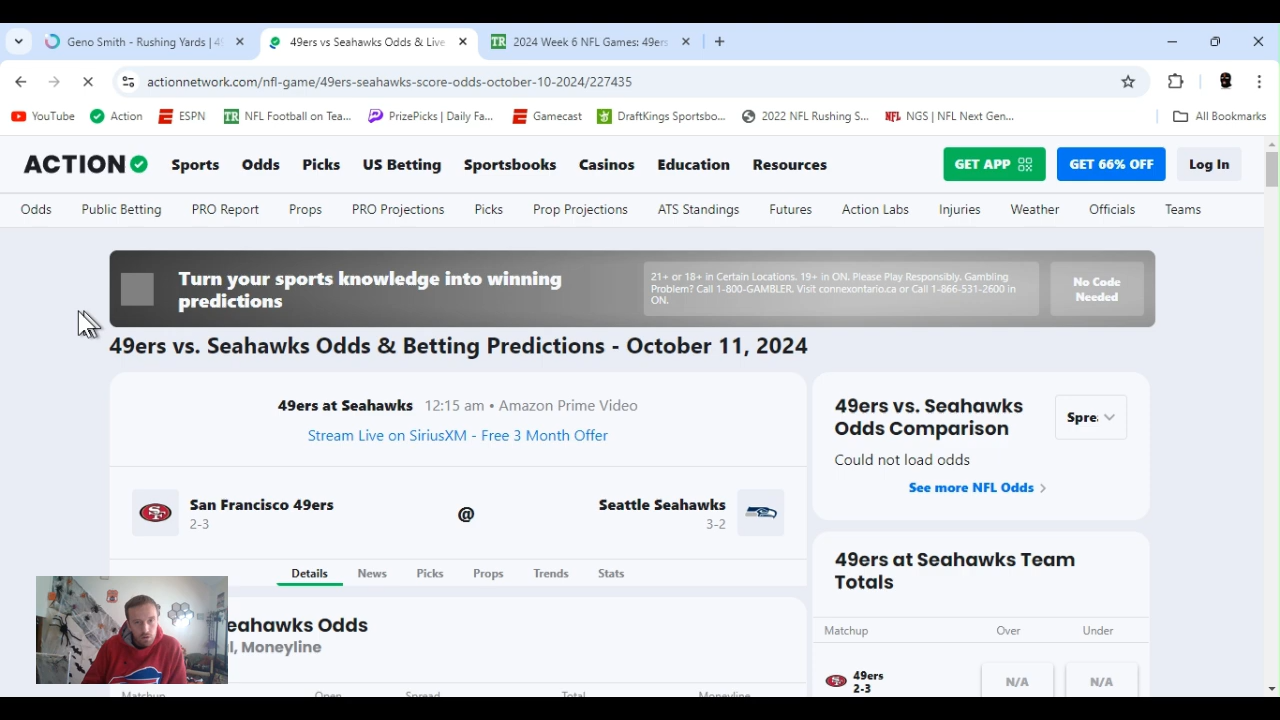 Geno Smith - Rushing Yards | 4
49ers vs Seahawks Odds & Live
2024 Week 6 NFL Games: 49ers
actionnetwork.com/nfl-game/49ers-seahawks-score-odds-october-10-2024/227435
YouTube
Action
ESPN
NFL Football on Tea...
PrizePicks | Daily Fa...
Gamecast
DraftKings Sportsbo...
2022 NFL Rushing S...
NGS | NFL Next Gen...
All Bookmarks
ACTION
Sports
Odds
Picks
US Betting
Sportsbooks
Casinos
Education
Resources
GET APP
GET 66% OFF
Log In
Odds
Public Betting
PRO Report
Props
PRO Projections
Picks
Prop Projections
ATS Standings
Futures
Action Labs
Injuries
Weather
Officials
Teams
Turn your sports knowledge into winning
predictions
21+ or 18+ in Certain Locations. 19+ in ON. Please Play Responsibly. Gambling
Problem? Call 1-800-GAMBLER. Visit connexontario.ca or Call 1-866-531-2600 in
ON.
No Code
Needed
49ers vs. Seahawks Odds & Betting Predictions - October 11, 2024
49ers at Seahawks 12:15 am • Amazon Prime Video
Stream Live on SiriusXM - Free 3 Month Offer
San Francisco 49ers
2-3
@
Seattle Seahawks
3-2
Details
News
Picks
Props
Trends
Stats
eahawks Odds
l, Moneyline
Matchup
Open
Spread
Total
Moneyline
49ers vs. Seahawks
Odds Comparison
Spre
Could not load odds
See more NFL Odds
49ers at Seahawks Team
Totals
Matchup
Over
Under
49ers
2-3
N/A
N/A